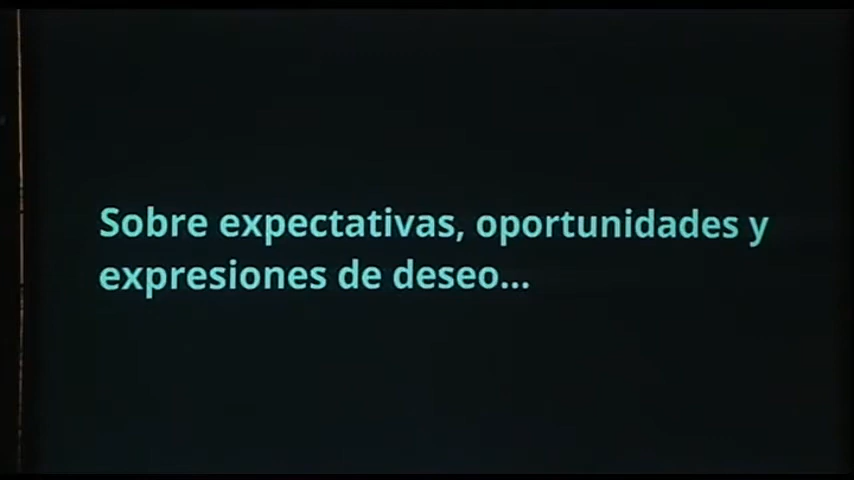 Sobre expectativas, oportunidades y
expresiones de deseo...